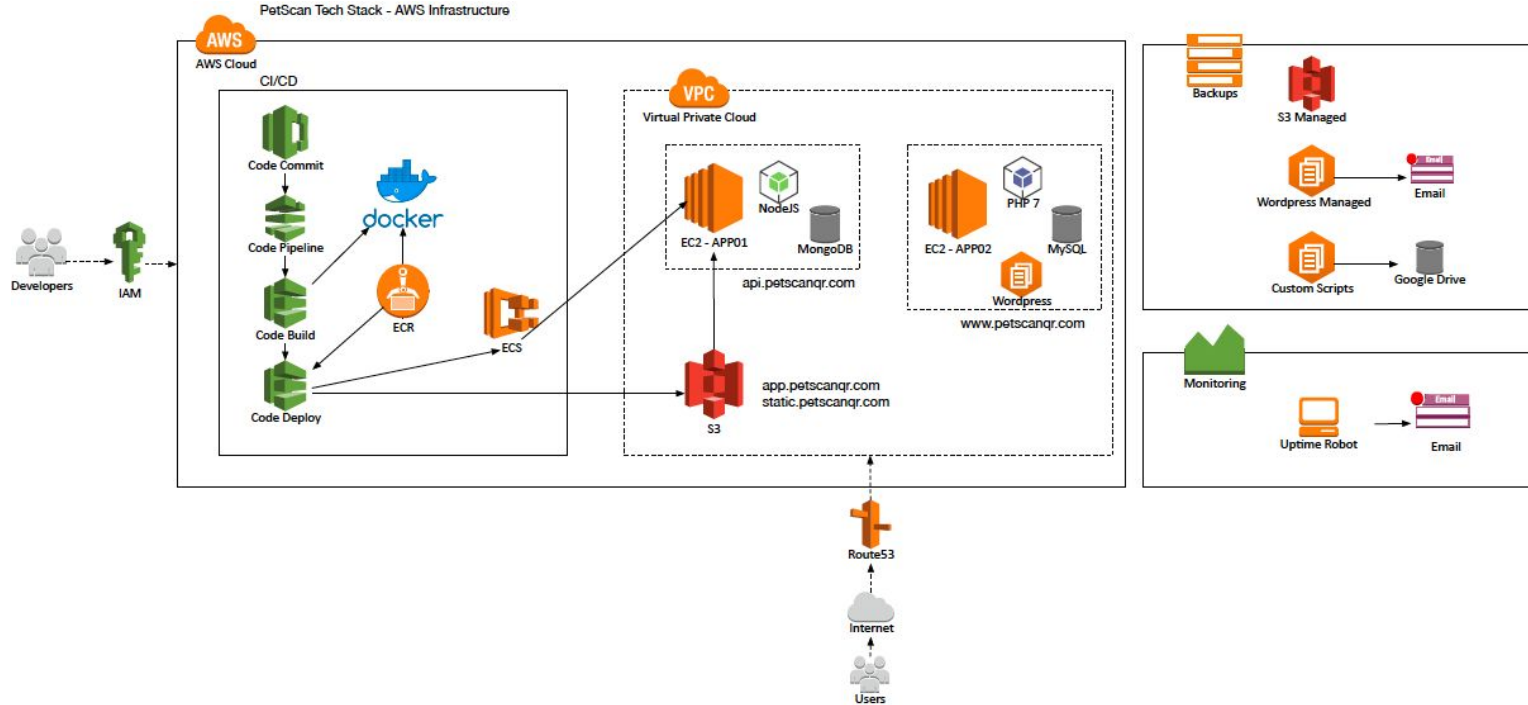 PetScan Tech Stack - AWS Infrastructure
AWS
AWS Cloud
CI/CD
Code Commit
Code Pipeline
docker
Code Build
ECR
Code Deploy
ECS
Developers
IAM
VPC
Virtual Private Cloud
EC2 - APP01
NodeJS
MongoDB
api.petscanqr.com
EC2 - APP02
PHP 7
MySQL
Wordpress
www.petscanqr.com
S3
app.petscanqr.com
static.petscanqr.com
Route53
Internet
Users
Backups
S3 Managed
Wordpress Managed
Email
Email
Custom Scripts
Google Drive
Monitoring
Uptime Robot
Email
Email